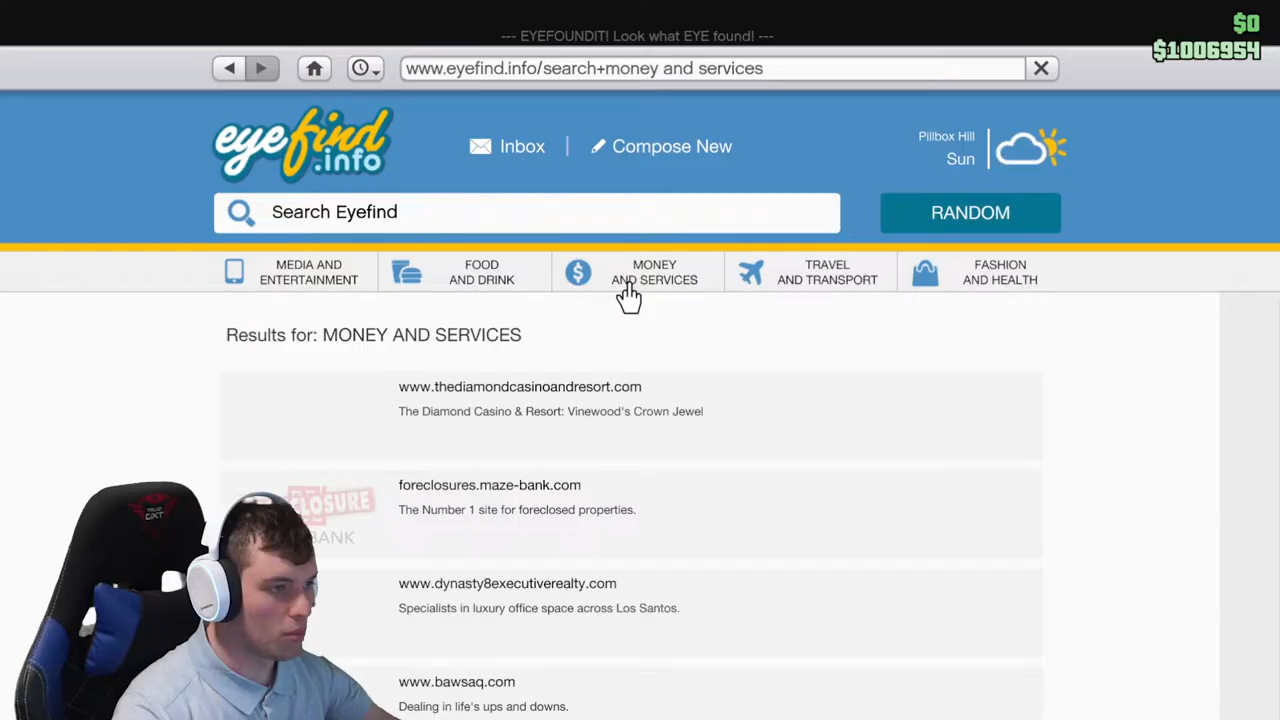 $0
--- EYEFOUNDIT! Look what EYE found! ---
$1006954
www.eyefind.info/search+money and services
eyefind.info
Inbox
Compose New
Pillbox Hill
Sun
Search Eyefind
RANDOM
MEDIA AND
ENTERTAINMENT
FOOD
AND DRINK
MONEY
AND SERVICES
TRAVEL
AND TRANSPORT
FASHION
AND HEALTH
Results for: MONEY AND SERVICES
www.thediamondcasinoandresort.com
The Diamond Casino & Resort: Vinewood's Crown Jewel
foreclosures.maze-bank.com
The Number 1 site for foreclosed properties.
BANK
www.dynasty8executiverealty.com
Specialists in luxury office space across Los Santos.
www.bawsaq.com
Dealing in life's ups and downs.